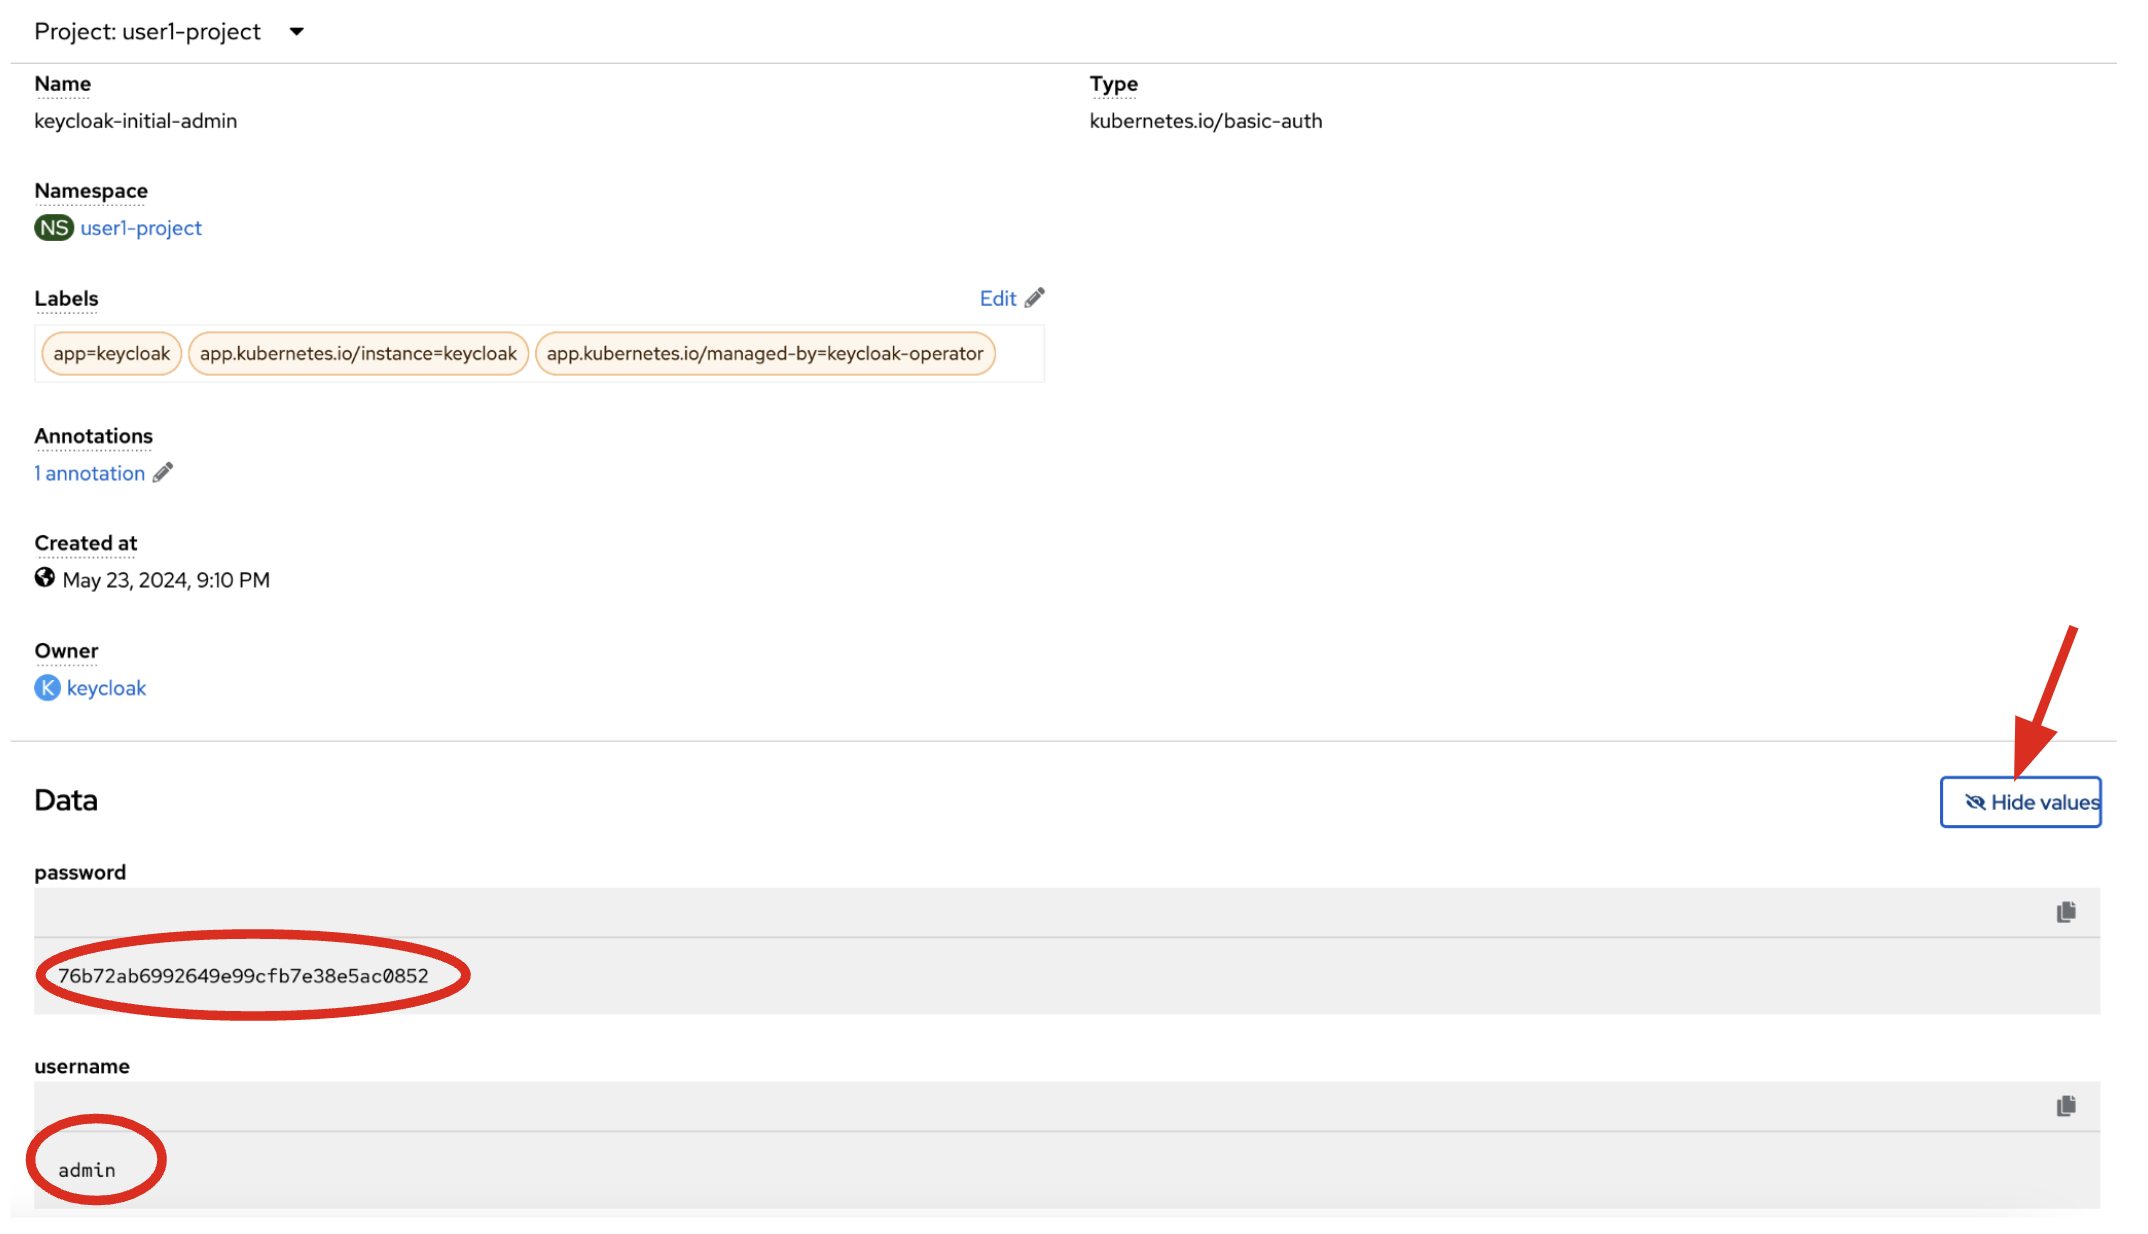 Project: user1-project
Name
Type
keycloak-initial-admin
kubernetes.io/basic-auth
Namespace
NS user1-project
Labels
Edit
app=keycloak app.kubernetes.io/instance=keycloak app.kubernetes.io/managed-by=keycloak-operator
Annotations
1 annotation
Created at
May 23, 2024, 9:10 PM
Owner
K keycloak
Data
Hide values
password
76b72ab6992649e99cfb7e38e5ac0852
username
admin